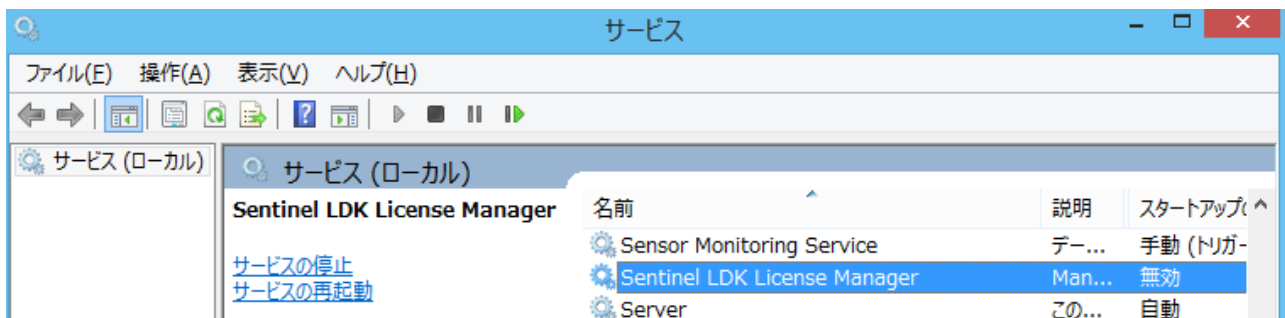 サービス
ファイル(F) 操作(A) 表示(V) ヘルプ(H)
サービス (ローカル)
サービス (ローカル)
Sentinel LDK License Manager
サービスの停止
サービスの再起動
名前 説明 スタートアップの
Sensor Monitoring Service デー... 手動 (トリガー
Sentinel LDK License Manager Man... 無効
Server この... 自動